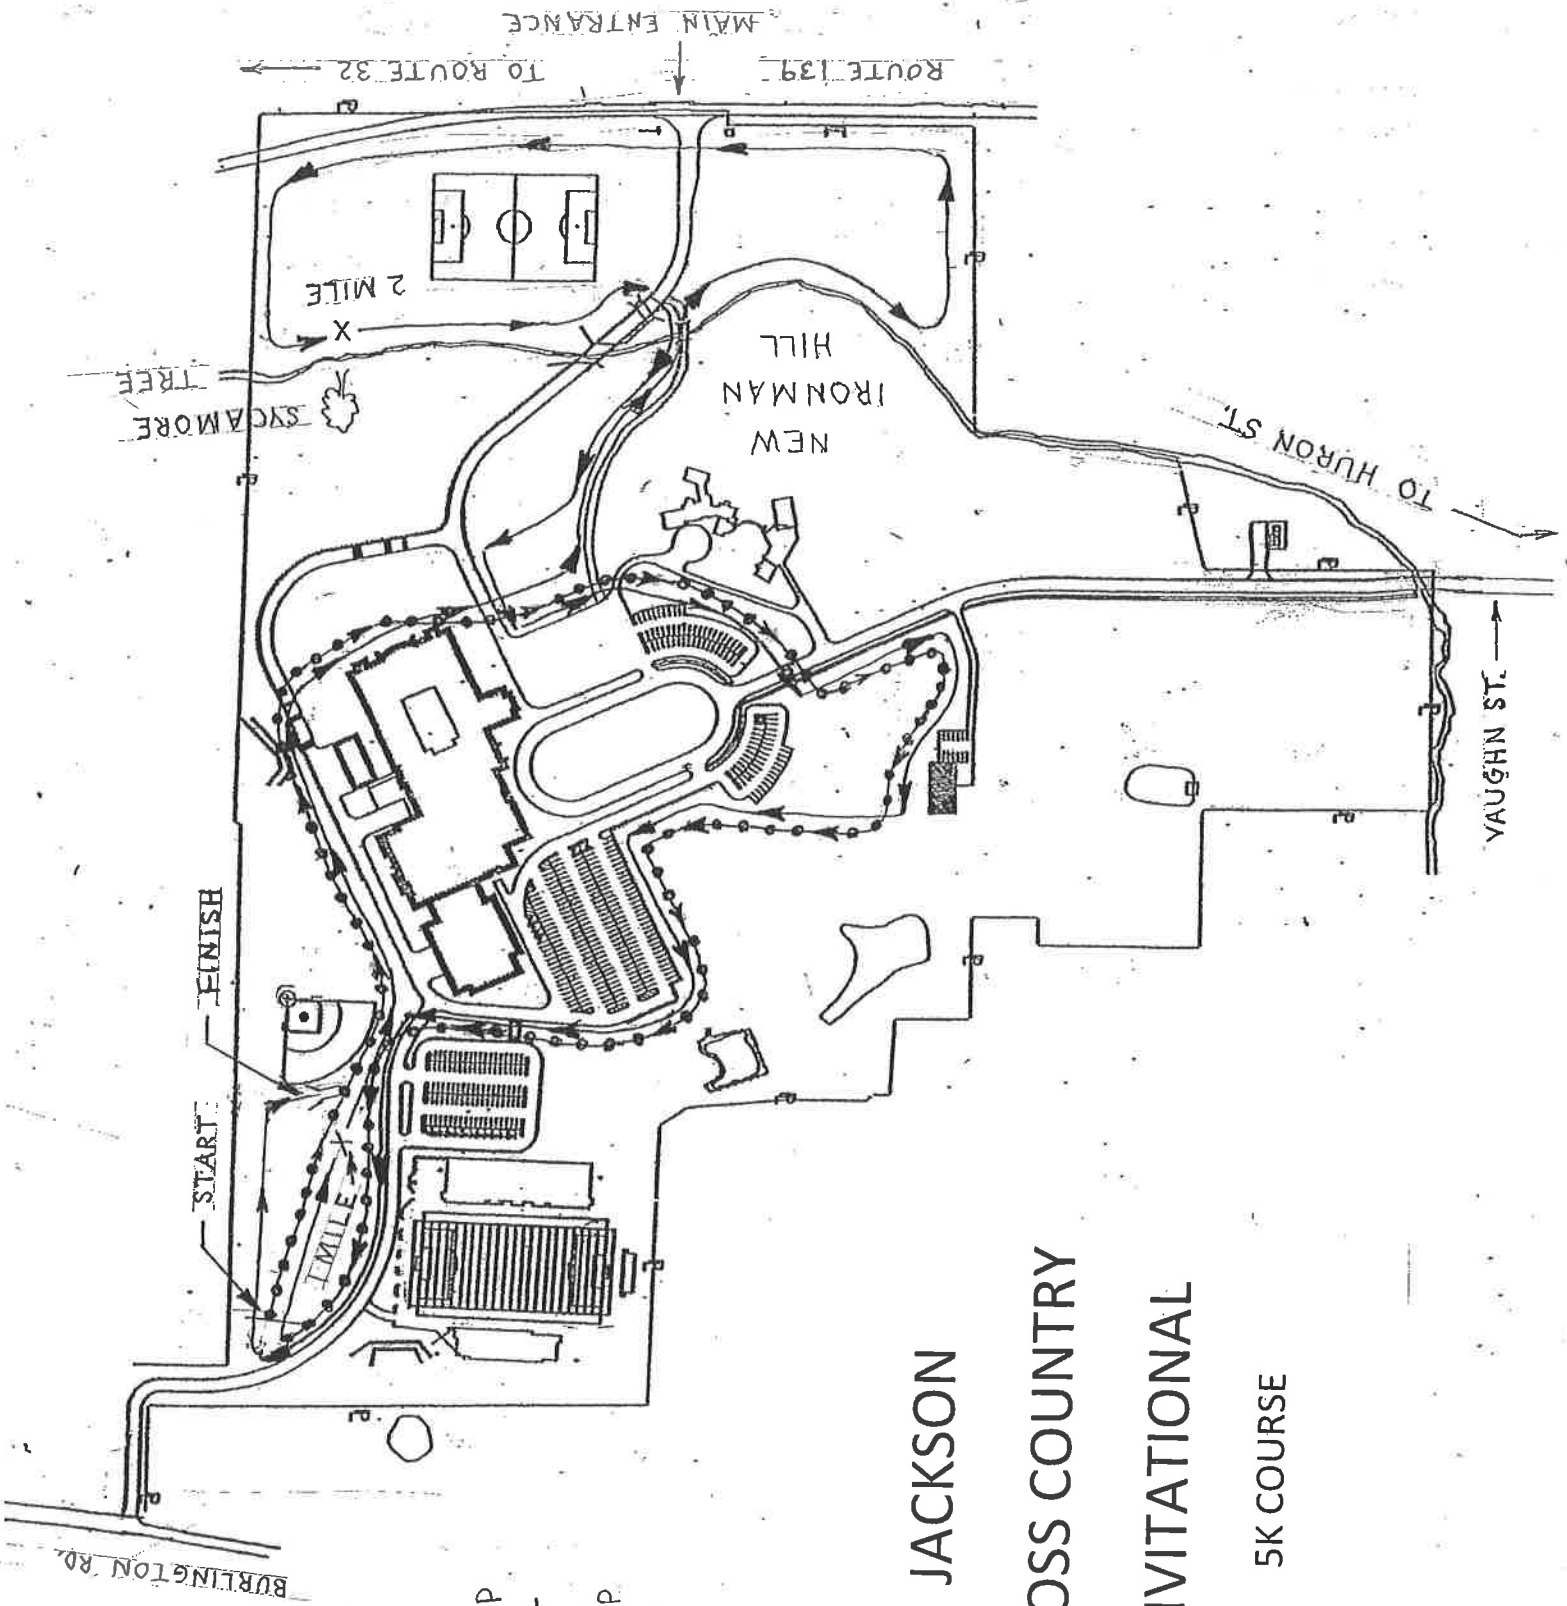 MAIN ENTRANCE
TO ROUTE 32
ROUTE 139
2 MILE
SYCAMORE
TREE
NEW
IRONMAN
HILL
TO HURON ST.
VAUGHN ST.
FINISH
START
1 MILE
BURLINGTON RD.
JACKSON
OSS COUNTRY
VITATIONAL
5K COURSE